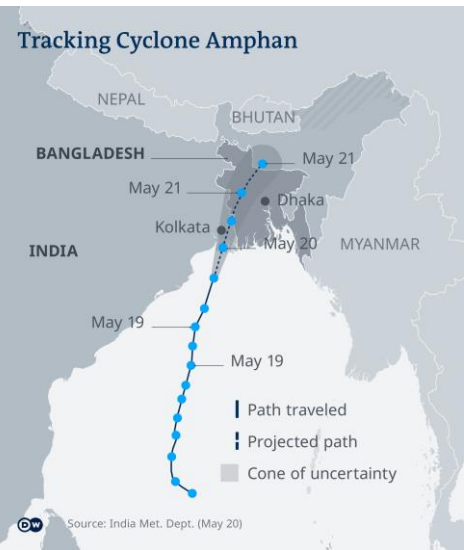 Tracking Cyclone Amphan
NEPAL
BHUTAN
BANGLADESH
May 21
May 21
Dhaka
Kolkata
May 20
INDIA
MYANMAR
May 19
May 19
Path traveled
Projected path
Cone of uncertainty
DW
Source: India Met. Dept. (May 20)